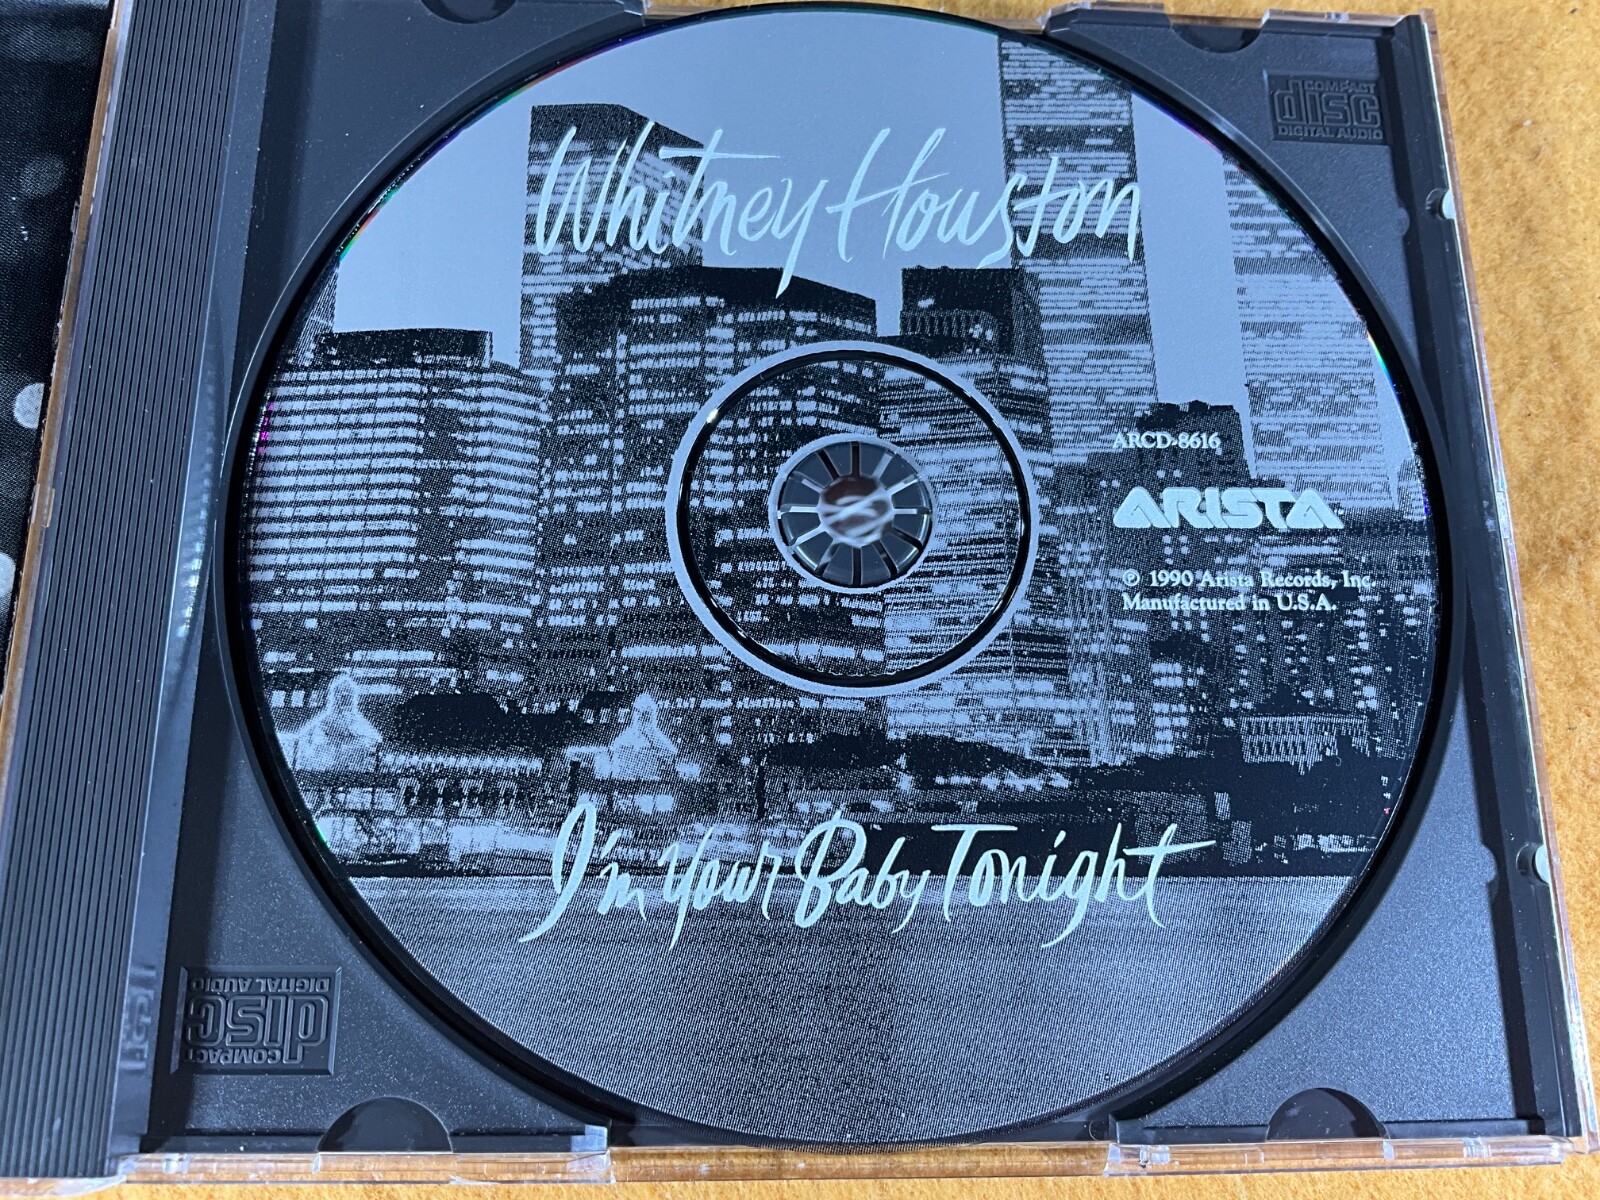 COMPACT
disc
DIGITAL AUDIO
Whitney Houston
ARCD-8616
ARISTA
℗ 1990 Arista Records, Inc.
Manufactured in U.S.A.
I'm Your Baby Tonight
COMPACT
disc
DIGITAL AUDIO